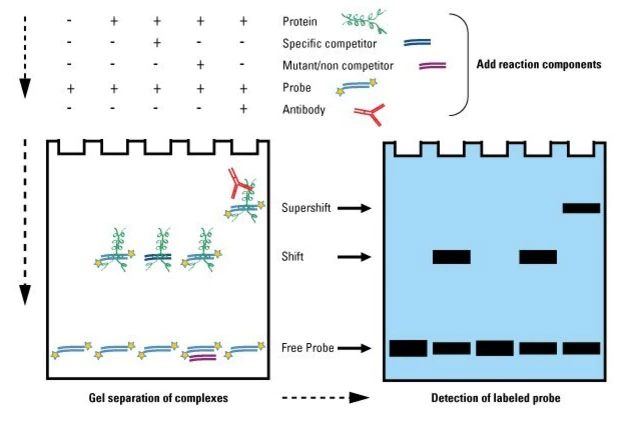 - + + + + Protein
- - + - - Specific competitor
- - - + - Mutant/non competitor
+ + + + + Probe
- - - - + Antibody
Add reaction components
Supershift
Shift
Free Probe
Gel separation of complexes
Detection of labeled probe